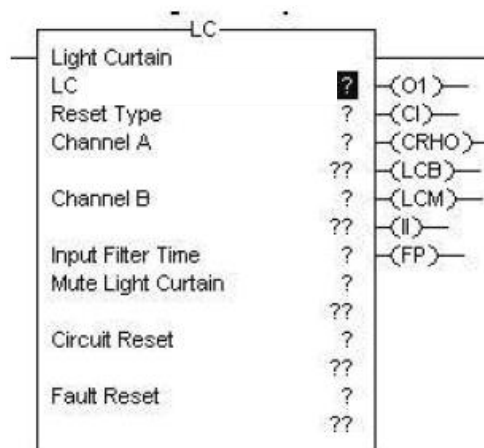 LC
Light Curtain
LC ? (O1)
Reset Type ? (CI)
Channel A ? (CRHO)
?? (LCB)
Channel B ? (LCM)
?? (II)
Input Filter Time ? (FP)
Mute Light Curtain ?
??
Circuit Reset ?
??
Fault Reset ?
??